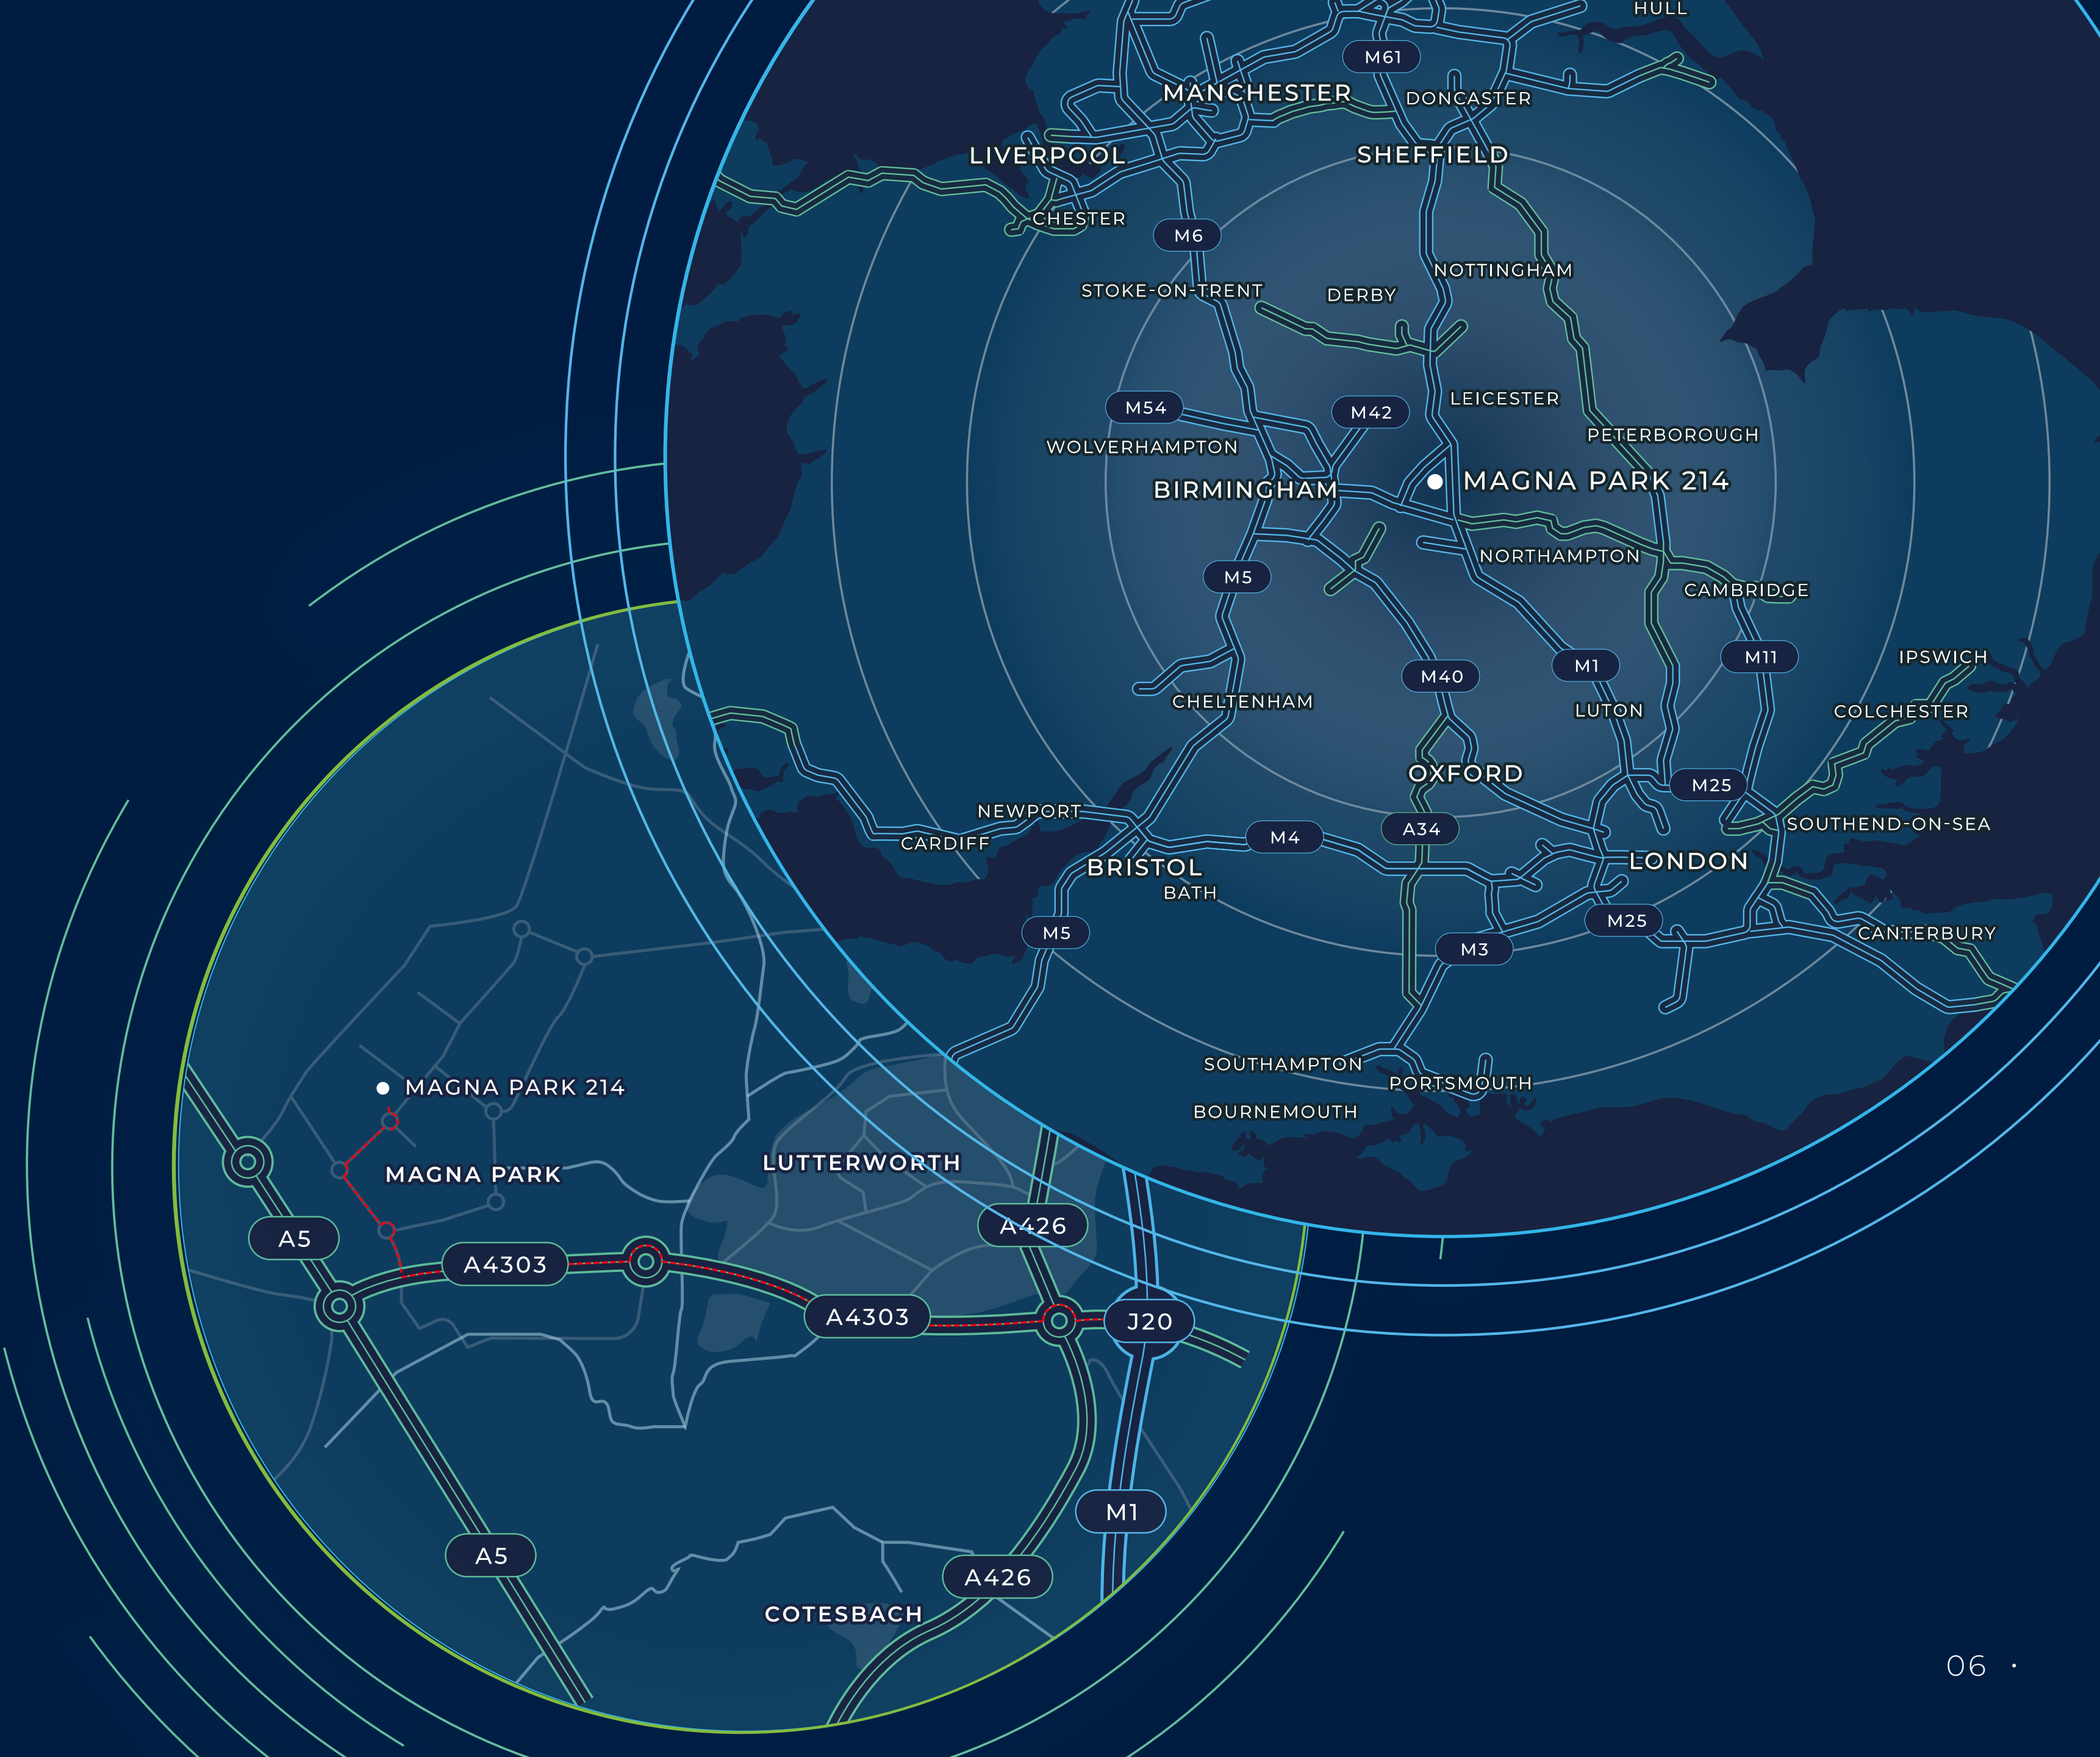 HULL
M61
MANCHESTER
DONCASTER
LIVERPOOL
SHEFFIELD
CHESTER
M6
NOTTINGHAM
STOKE-ON-TRENT
DERBY
LEICESTER
M54
M42
PETERBOROUGH
WOLVERHAMPTON
MAGNA PARK 214
BIRMINGHAM
NORTHAMPTON
M5
CAMBRIDGE
M1
M11
IPSWICH
M40
CHELTENHAM
LUTON
COLCHESTER
OXFORD
M25
NEWPORT
SOUTHEND-ON-SEA
A34
M4
CARDIFF
LONDON
BRISTOL
BATH
M25
M5
CANTERBURY
M3
SOUTHAMPTON
PORTSMOUTH
BOURNEMOUTH
MAGNA PARK 214
LUTTERWORTH
MAGNA PARK
A426
A5
A4303
A4303
J20
M1
A5
A426
COTESBACH
06 ·